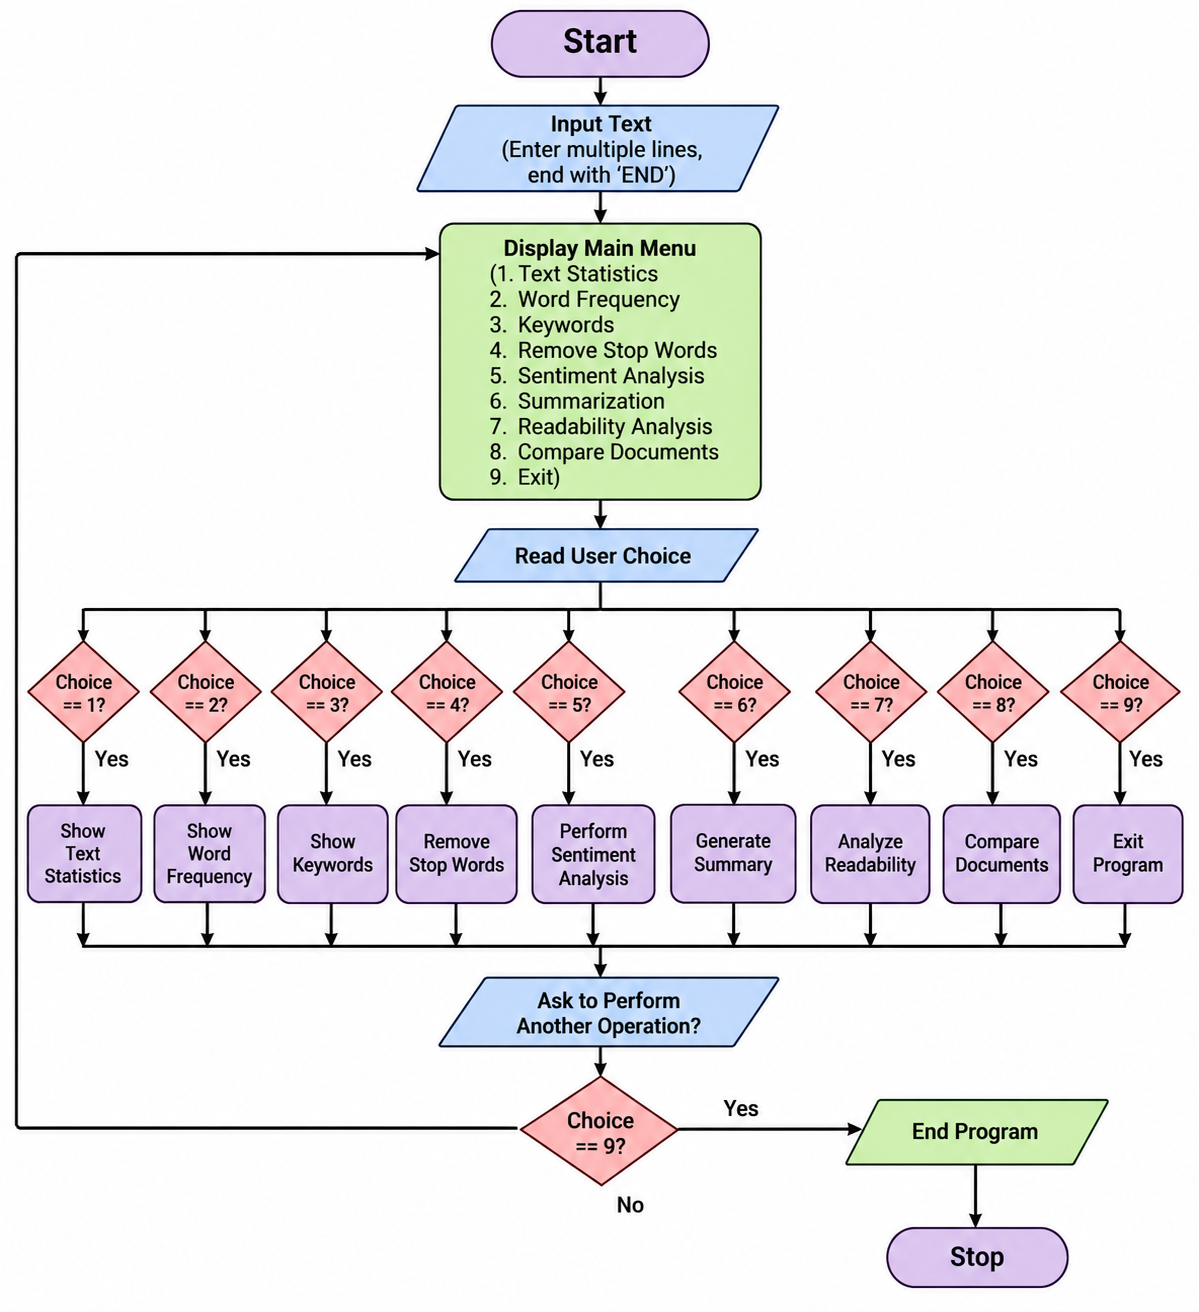 Start
Input Text
(Enter multiple lines,
end with ‘END’)
Display Main Menu
(1. Text Statistics
2. Word Frequency
3. Keywords
4. Remove Stop Words
5. Sentiment Analysis
6. Summarization
7. Readability Analysis
8. Compare Documents
9. Exit)
Read User Choice
Choice
== 1?
Choice
== 2?
Choice
== 3?
Choice
== 4?
Choice
== 5?
Choice
== 6?
Choice
== 7?
Choice
== 8?
Choice
== 9?
Yes
Yes
Yes
Yes
Yes
Yes
Yes
Yes
Yes
Show
Text
Statistics
Show
Word
Frequency
Show
Keywords
Remove
Stop Words
Perform
Sentiment
Analysis
Generate
Summary
Analyze
Readability
Compare
Documents
Exit
Program
Ask to Perform
Another Operation?
Choice
== 9?
Yes
End Program
No
Stop